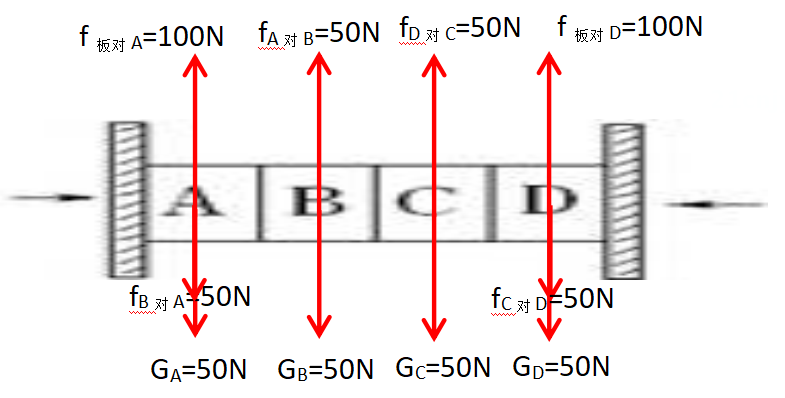 f 板对 A=100N fA 对 B=50N fD 对 C=50N f 板对 D=100N
A B C D
fB 对 A=50N fC 对 D=50N
GA=50N GB=50N GC=50N GD=50N